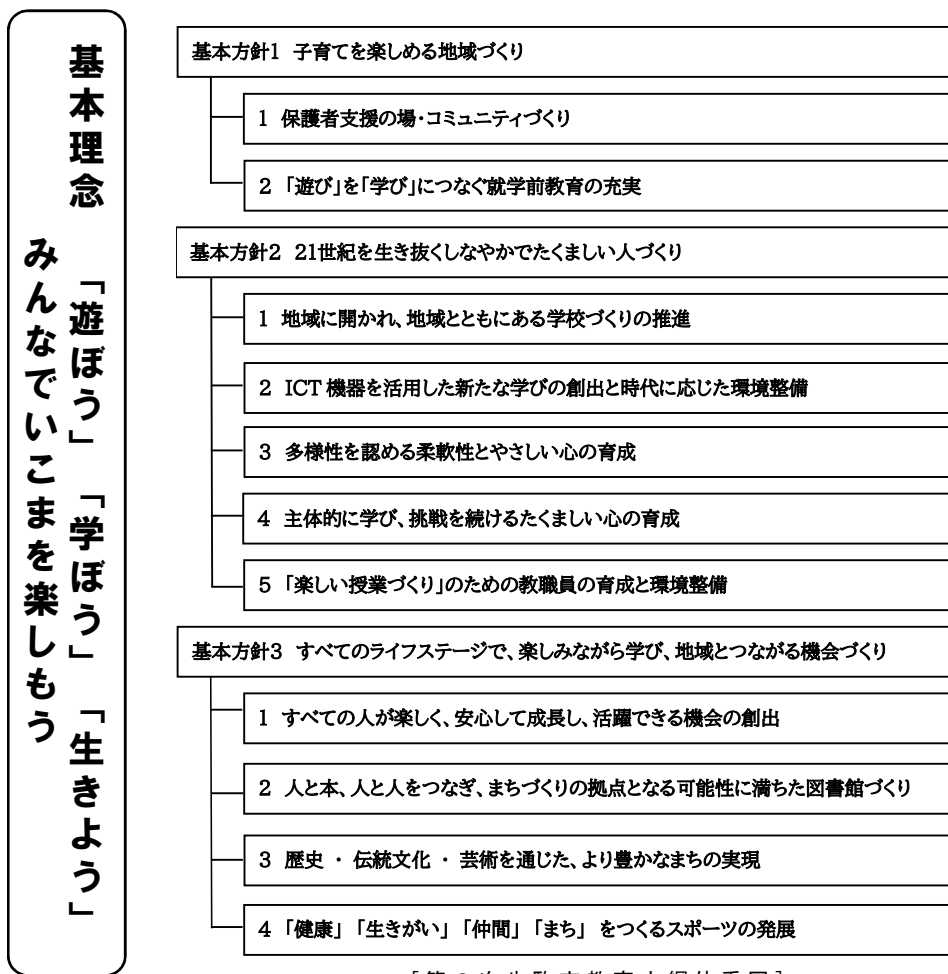 基本理念 「遊ぼう」 「学ぼう」 「生きよう」
みんなでいこまを楽しもう
基本方針1 子育てを楽しめる地域づくり
1 保護者支援の場・コミュニティづくり
2 「遊び」を「学び」につなぐ就学前教育の充実
基本方針2 21世紀を生き抜くしなやかでたくましい人づくり
1 地域に開かれ、地域とともにある学校づくりの推進
2 ICT 機器を活用した新たな学びの創出と時代に応じた環境整備
3 多様性を認める柔軟性とやさしい心の育成
4 主体的に学び、挑戦を続けるたくましい心の育成
5 「楽しい授業づくり」のための教職員の育成と環境整備
基本方針3 すべてのライフステージで、楽しみながら学び、地域とつながる機会づくり
1 すべての人が楽しく、安心して成長し、活躍できる機会の創出
2 人と本、人と人をつなぎ、まちづくりの拠点となる可能性に満ちた図書館づくり
3 歴史 ・ 伝統文化 ・ 芸術を通じた、より豊かなまちの実現
4 「健康」 「生きがい」 「仲間」 「まち」 をつくるスポーツの発展